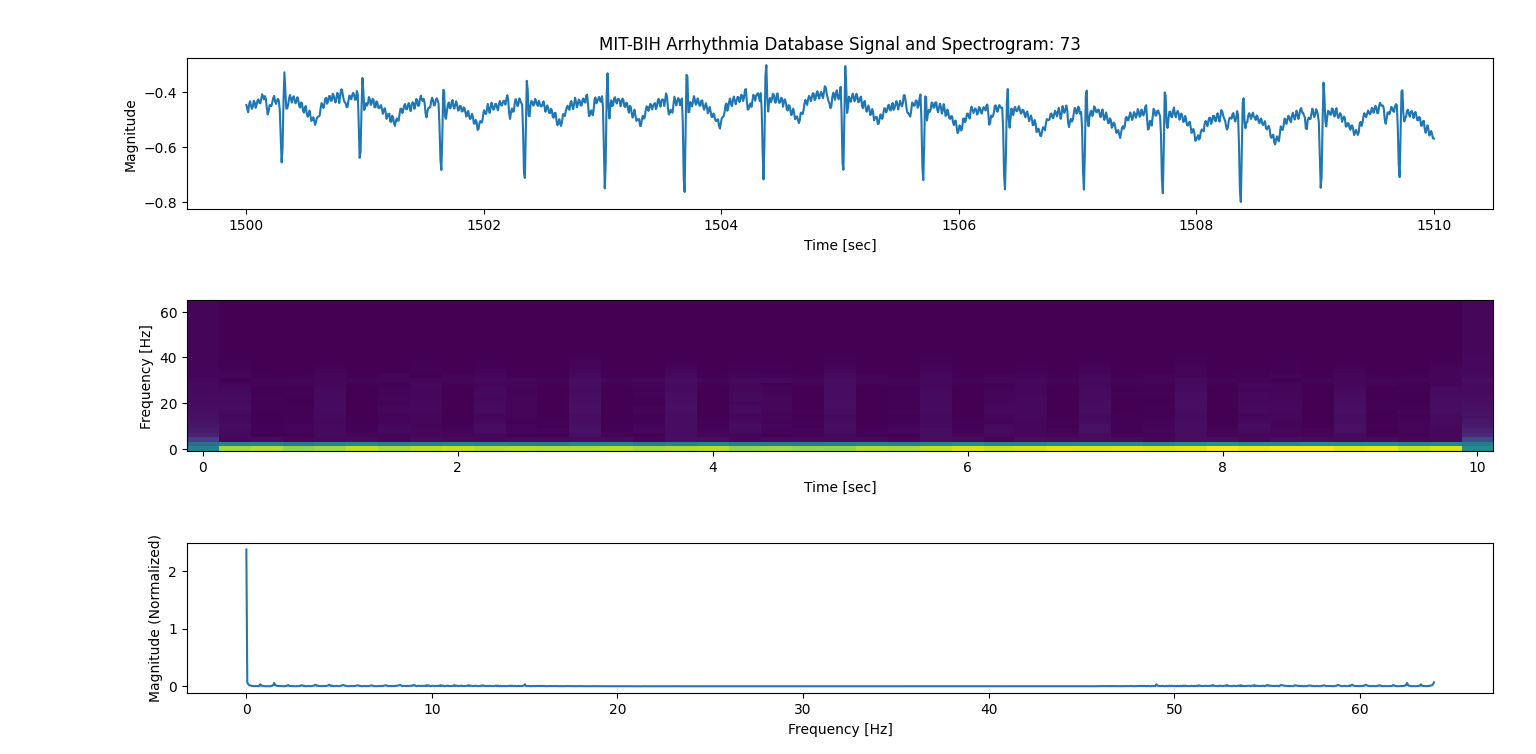 MIT-BIH Arrhythmia Database Signal and Spectrogram: 73
Magnitude
−0.4
−0.6
−0.8
1500 1502 1504 1506 1508 1510
Time [sec]
Frequency [Hz]
60
40
20
0
0 2 4 6 8 10
Time [sec]
Magnitude (Normalized)
2
1
0
0 10 20 30 40 50 60
Frequency [Hz]